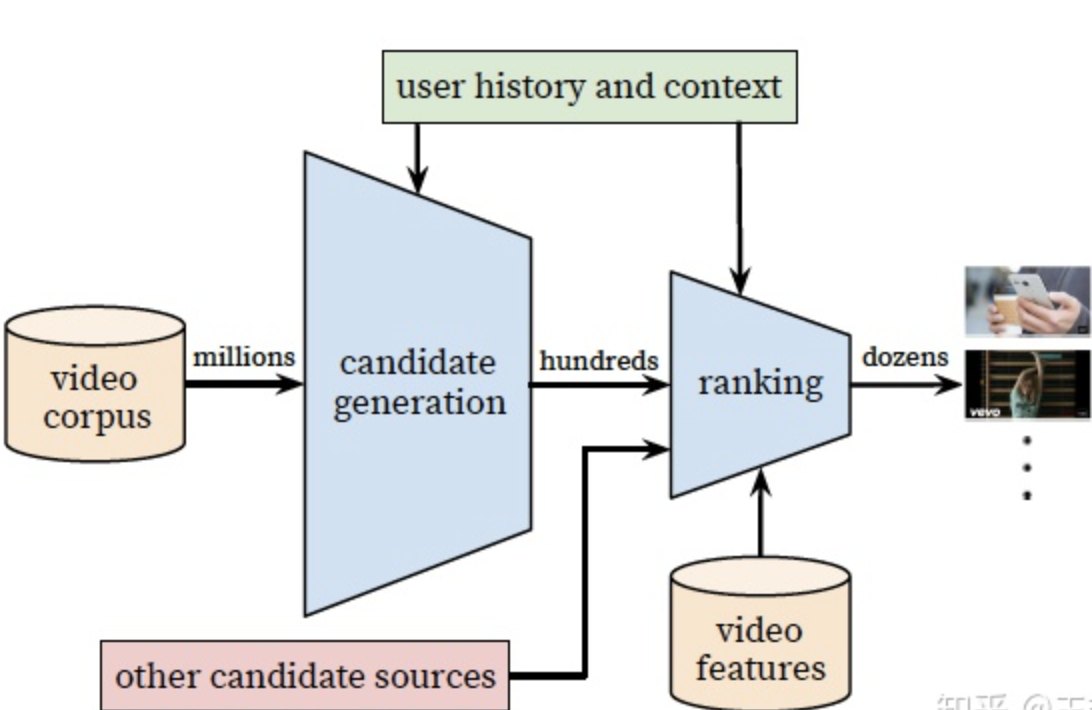 user history and context
millions
hundreds
dozens
video
corpus
candidate
generation
ranking
vevo
video
features
other candidate sources
知乎